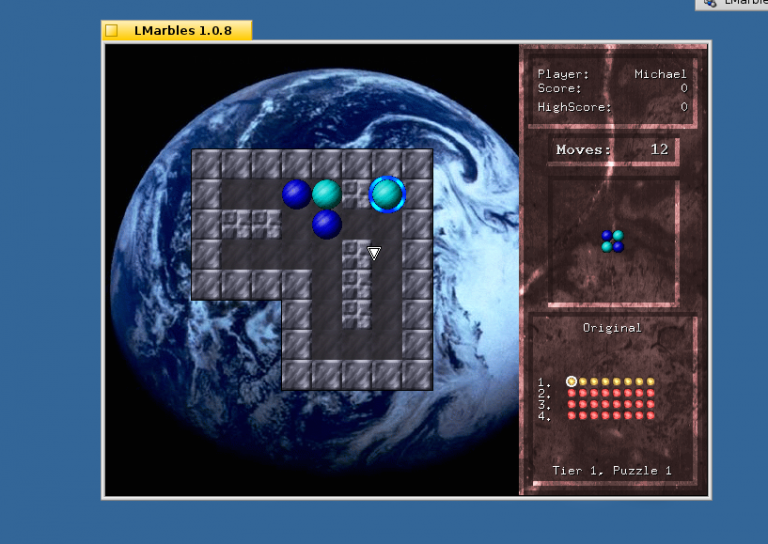 LMarbles 1.0.8
Player: Michael
Score: 0
HighScore: 0
Moves: 12
Original
1.
2.
3.
4.
Tier 1, Puzzle 1